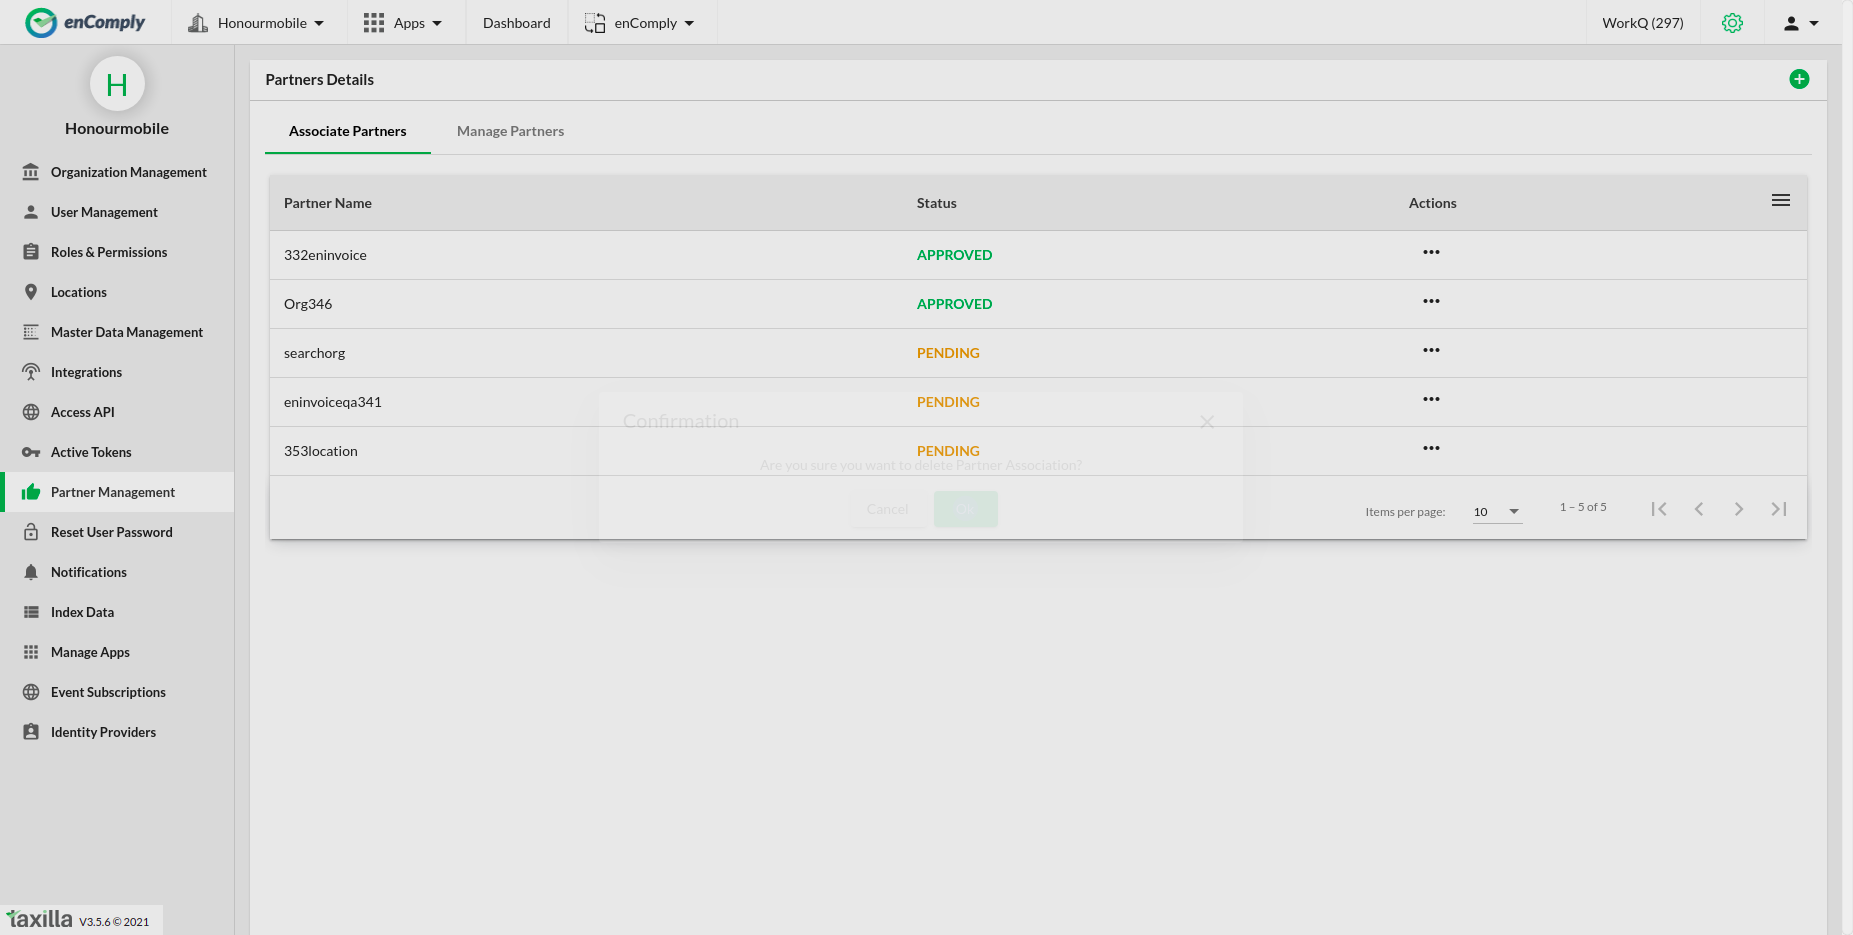 enComply
Honourmobile
Apps
Dashboard
enComply
WorkQ (297)
H
Honourmobile
Organization Management
User Management
Roles & Permissions
Locations
Master Data Management
Integrations
Access API
Active Tokens
Partner Management
Reset User Password
Notifications
Index Data
Manage Apps
Event Subscriptions
Identity Providers
taxilla V3.5.6 © 2021
Partners Details
Associate Partners
Manage Partners
Partner Name Status Actions
332eninvoice APPROVED
Org346 APPROVED
searchorg PENDING
eninvoiceqa341 PENDING
353location PENDING
Confirmation
Are you sure you want to delete Partner Association?
Cancel
Items per page: 10 1 – 5 of 5